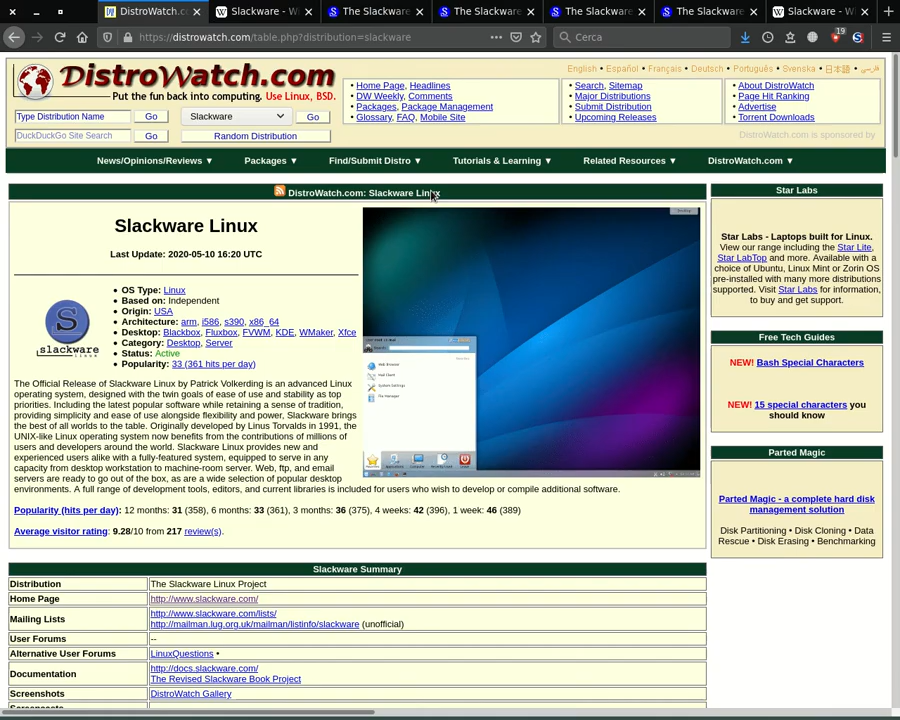 DistroWatch.co
Slackware - W
The Slackware
The Slackware
The Slackware
The Slackware
Slackware - Wi
https://distrowatch.com/table.php?distribution=slackware
Cerca
19
DISTROWATCH.COM
Put the fun back into computing. Use Linux, BSD.
English • Español • Français • Deutsch • Português • Svenska • 日本語 • فارسی
• Home Page, Headlines
• DW Weekly, Comments
• Packages, Package Management
• Glossary, FAQ, Mobile Site
• Search, Sitemap
• Major Distributions
• Submit Distribution
• Upcoming Releases
• About DistroWatch
• Page Hit Ranking
• Advertise
• Torrent Downloads
Type Distribution Name Go Slackware Go
DuckDuckGo Site Search Go Random Distribution
DistroWatch.com is sponsored by
News/Opinions/Reviews ▼ Packages ▼ Find/Submit Distro ▼ Tutorials & Learning ▼ Related Resources ▼ DistroWatch.com ▼
DistroWatch.com: Slackware Linux
Slackware Linux
Last Update: 2020-05-10 16:20 UTC
slackware
linux
• OS Type: Linux
• Based on: Independent
• Origin: USA
• Architecture: arm, i586, s390, x86_64
• Desktop: Blackbox, Fluxbox, FVWM, KDE, WMaker, Xfce
• Category: Desktop, Server
• Status: Active
• Popularity: 33 (361 hits per day)
The Official Release of Slackware Linux by Patrick Volkerding is an advanced Linux
operating system, designed with the twin goals of ease of use and stability as top
priorities. Including the latest popular software while retaining a sense of tradition,
providing simplicity and ease of use alongside flexibility and power, Slackware brings
the best of all worlds to the table. Originally developed by Linus Torvalds in 1991, the
UNIX-like Linux operating system now benefits from the contributions of millions of
users and developers around the world. Slackware Linux provides new and
experienced users alike with a fully-featured system, equipped to serve in any
capacity from desktop workstation to machine-room server. Web, ftp, and email
servers are ready to go out of the box, as are a wide selection of popular desktop
environments. A full range of development tools, editors, and current libraries is included for users who wish to develop or compile additional software.
Popularity (hits per day): 12 months: 31 (358), 6 months: 33 (361), 3 months: 36 (375), 4 weeks: 42 (396), 1 week: 46 (389)
Average visitor rating: 9.28/10 from 217 review(s).
Web Browser
Mail Client
System Settings
File Manager
Slackware Summary
Distribution The Slackware Linux Project
Home Page http://www.slackware.com/
Mailing Lists http://www.slackware.com/lists/
http://mailman.lug.org.uk/mailman/listinfo/slackware (unofficial)
User Forums --
Alternative User Forums LinuxQuestions •
Documentation http://docs.slackware.com/
The Revised Slackware Book Project
Screenshots DistroWatch Gallery
Star Labs
Star Labs - Laptops built for Linux.
View our range including the Star Lite,
Star LabTop and more. Available with a
choice of Ubuntu, Linux Mint or Zorin OS
pre-installed with many more distributions
supported. Visit Star Labs for information,
to buy and get support.
Free Tech Guides
NEW! Bash Special Characters
NEW! 15 special characters you
should know
Parted Magic
Parted Magic - a complete hard disk
management solution
Disk Partitioning • Disk Cloning • Data
Rescue • Disk Erasing • Benchmarking